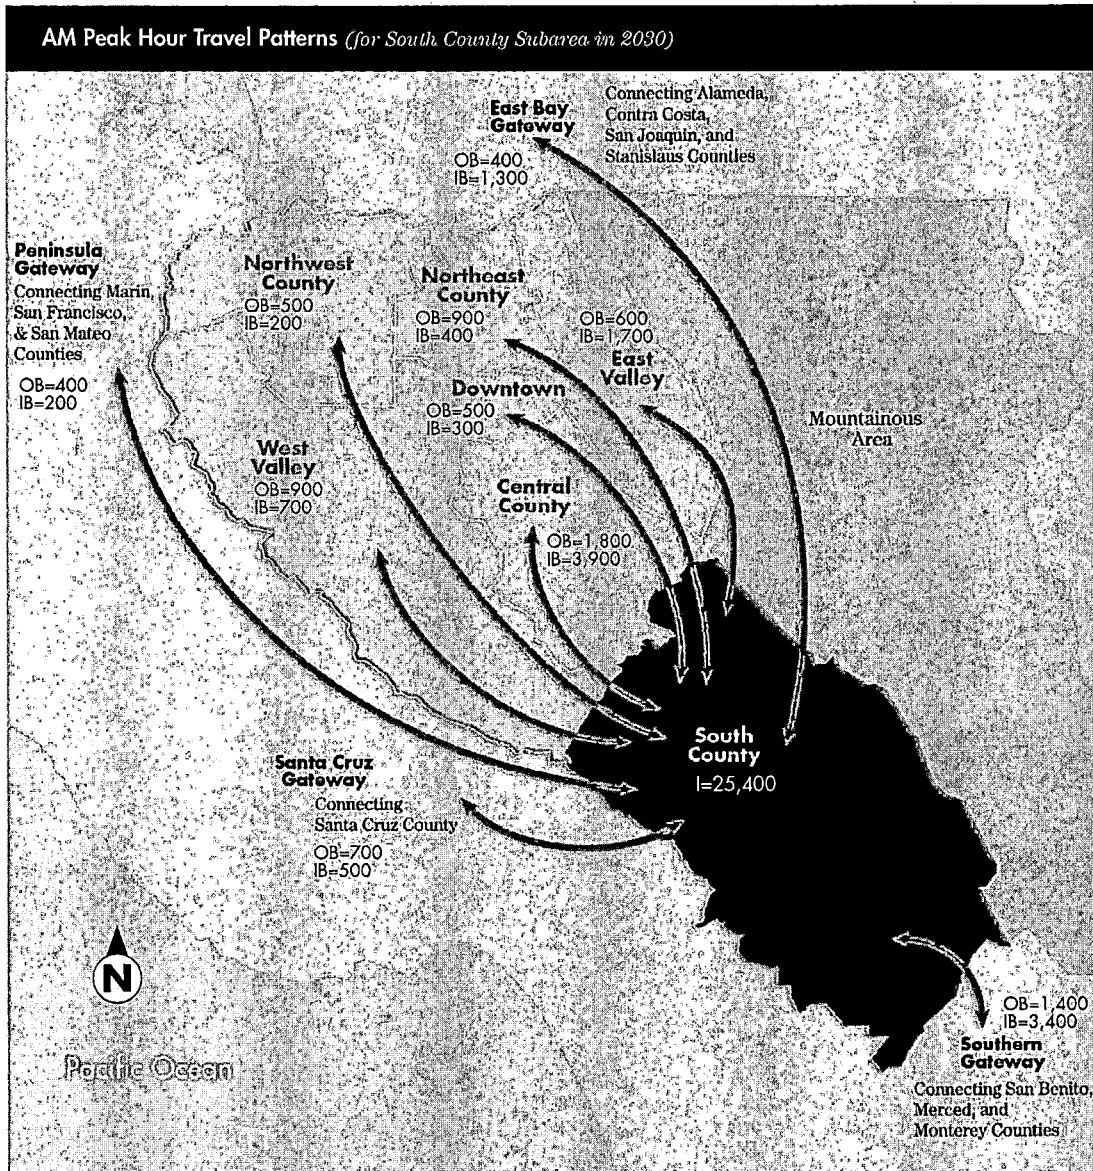 AM Peak Hour Travel Patterns (for South County Subarea in 2030)
East Bay
Gateway
Connecting Alameda,
Contra Costa,
San Joaquin, and
Stanislaus Counties
OB=400
IB=1,300
Peninsula
Gateway
Connecting Marin,
San Francisco,
& San Mateo
Counties
OB=400
IB=200
Northwest
County
OB=500
IB=200
Northeast
County
OB=900
IB=400
OB=600
IB=1,700
East
Valley
Downtown
OB=500
IB=300
Mountainous
Area
West
Valley
OB=900
IB=700
Central
County
OB=1,800
IB=3,900
South
County
I=25,400
Santa Cruz
Gateway
Connecting
Santa Cruz County
OB=700
IB=500
N
Pacific Ocean
OB=1,400
IB=3,400
Southern
Gateway
Connecting San Benito,
Merced, and
Monterey Counties